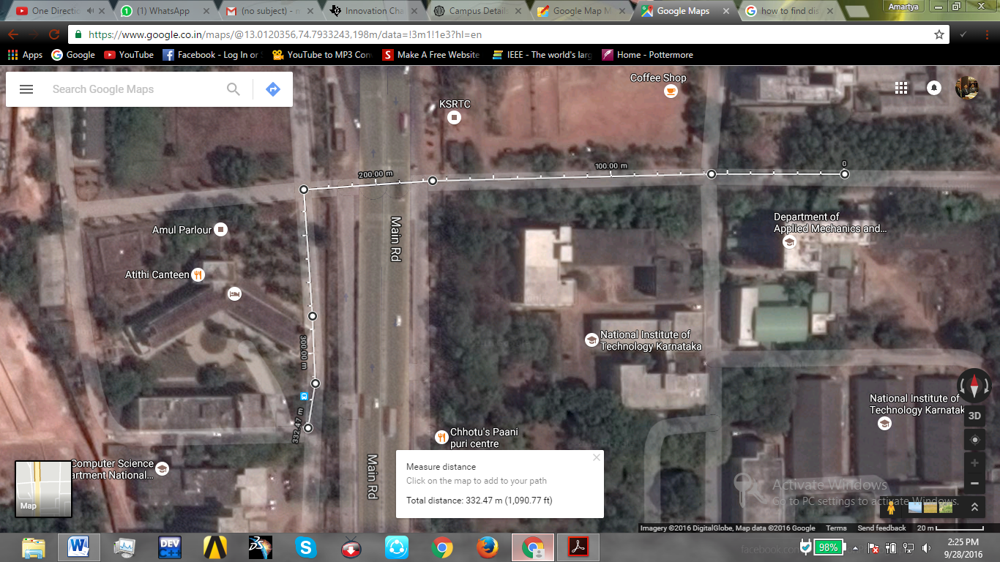 One Directi
(1) WhatsApp
(no subject) - m
Innovation Cha
Campus Details
Google Map M
Google Maps
how to find dis
Amartya
https://www.google.co.in/maps/@13.0120356,74.7933243,198m/data=!3m1!1e3?hl=en
Apps
Google
YouTube
Facebook - Log In or
YouTube to MP3 Con
Make A Free Website
IEEE - The world's larg
Home - Pottermore
Search Google Maps
Coffee Shop
KSRTC
0
100.00 m
200.00 m
Main Rd
Department of
Applied Mechanics and...
Amul Parlour
Atithi Canteen
National Institute of
Technology Karnataka
300.00 m
332.47 m
National Institute of
Technology Karnatak
3D
Chhotu's Paani
puri centre
Computer Science
artment National...
Main Rd
Map
Measure distance
Click on the map to add to your path
Total distance: 332.47 m (1,090.77 ft)
Activate Windows
Go to PC settings to activate Windows.
Imagery ©2016 DigitalGlobe, Map data ©2016 Google
Terms
Send feedback
20 m
DEV
C++
facebook.com
98%
2:25 PM
9/28/2016